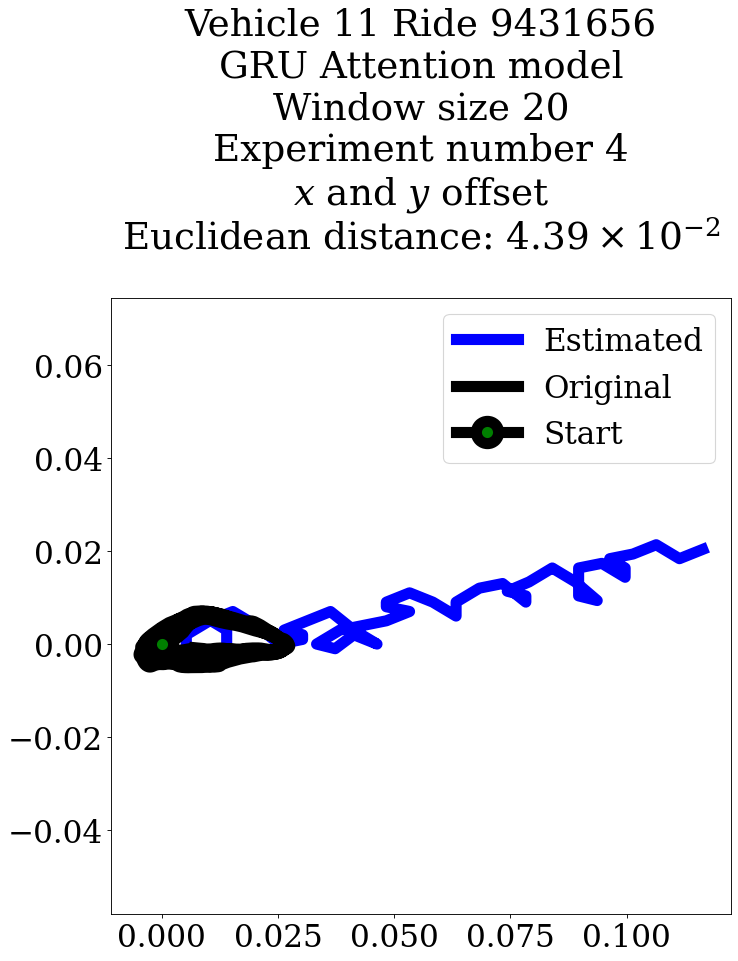 Vehicle 11 Ride 9431656
GRU Attention model
Window size 20
Experiment number 4
x and y offset
Euclidean distance: 4.39 × 10⁻²
Estimated
Original
Start
0.06
0.04
0.02
0.00
−0.02
−0.04
0.000 0.025 0.050 0.075 0.100